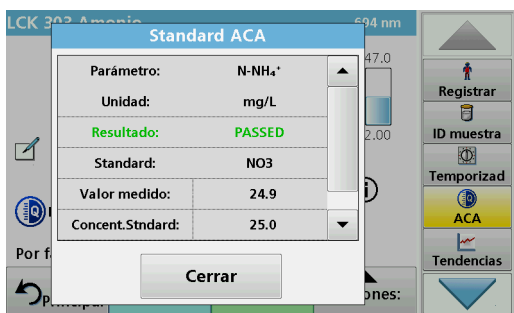 LCK 303 Amonio
694 nm
Standard ACA
Parámetro: N-NH₄⁺
Unidad: mg/L
Resultado: PASSED
Standard: NO3
Valor medido: 24.9
Concent.Stndard: 25.0
Cerrar
47.0
2.00
Por f
ones:
Registrar
ID muestra
Temporizad
ACA
Tendencias